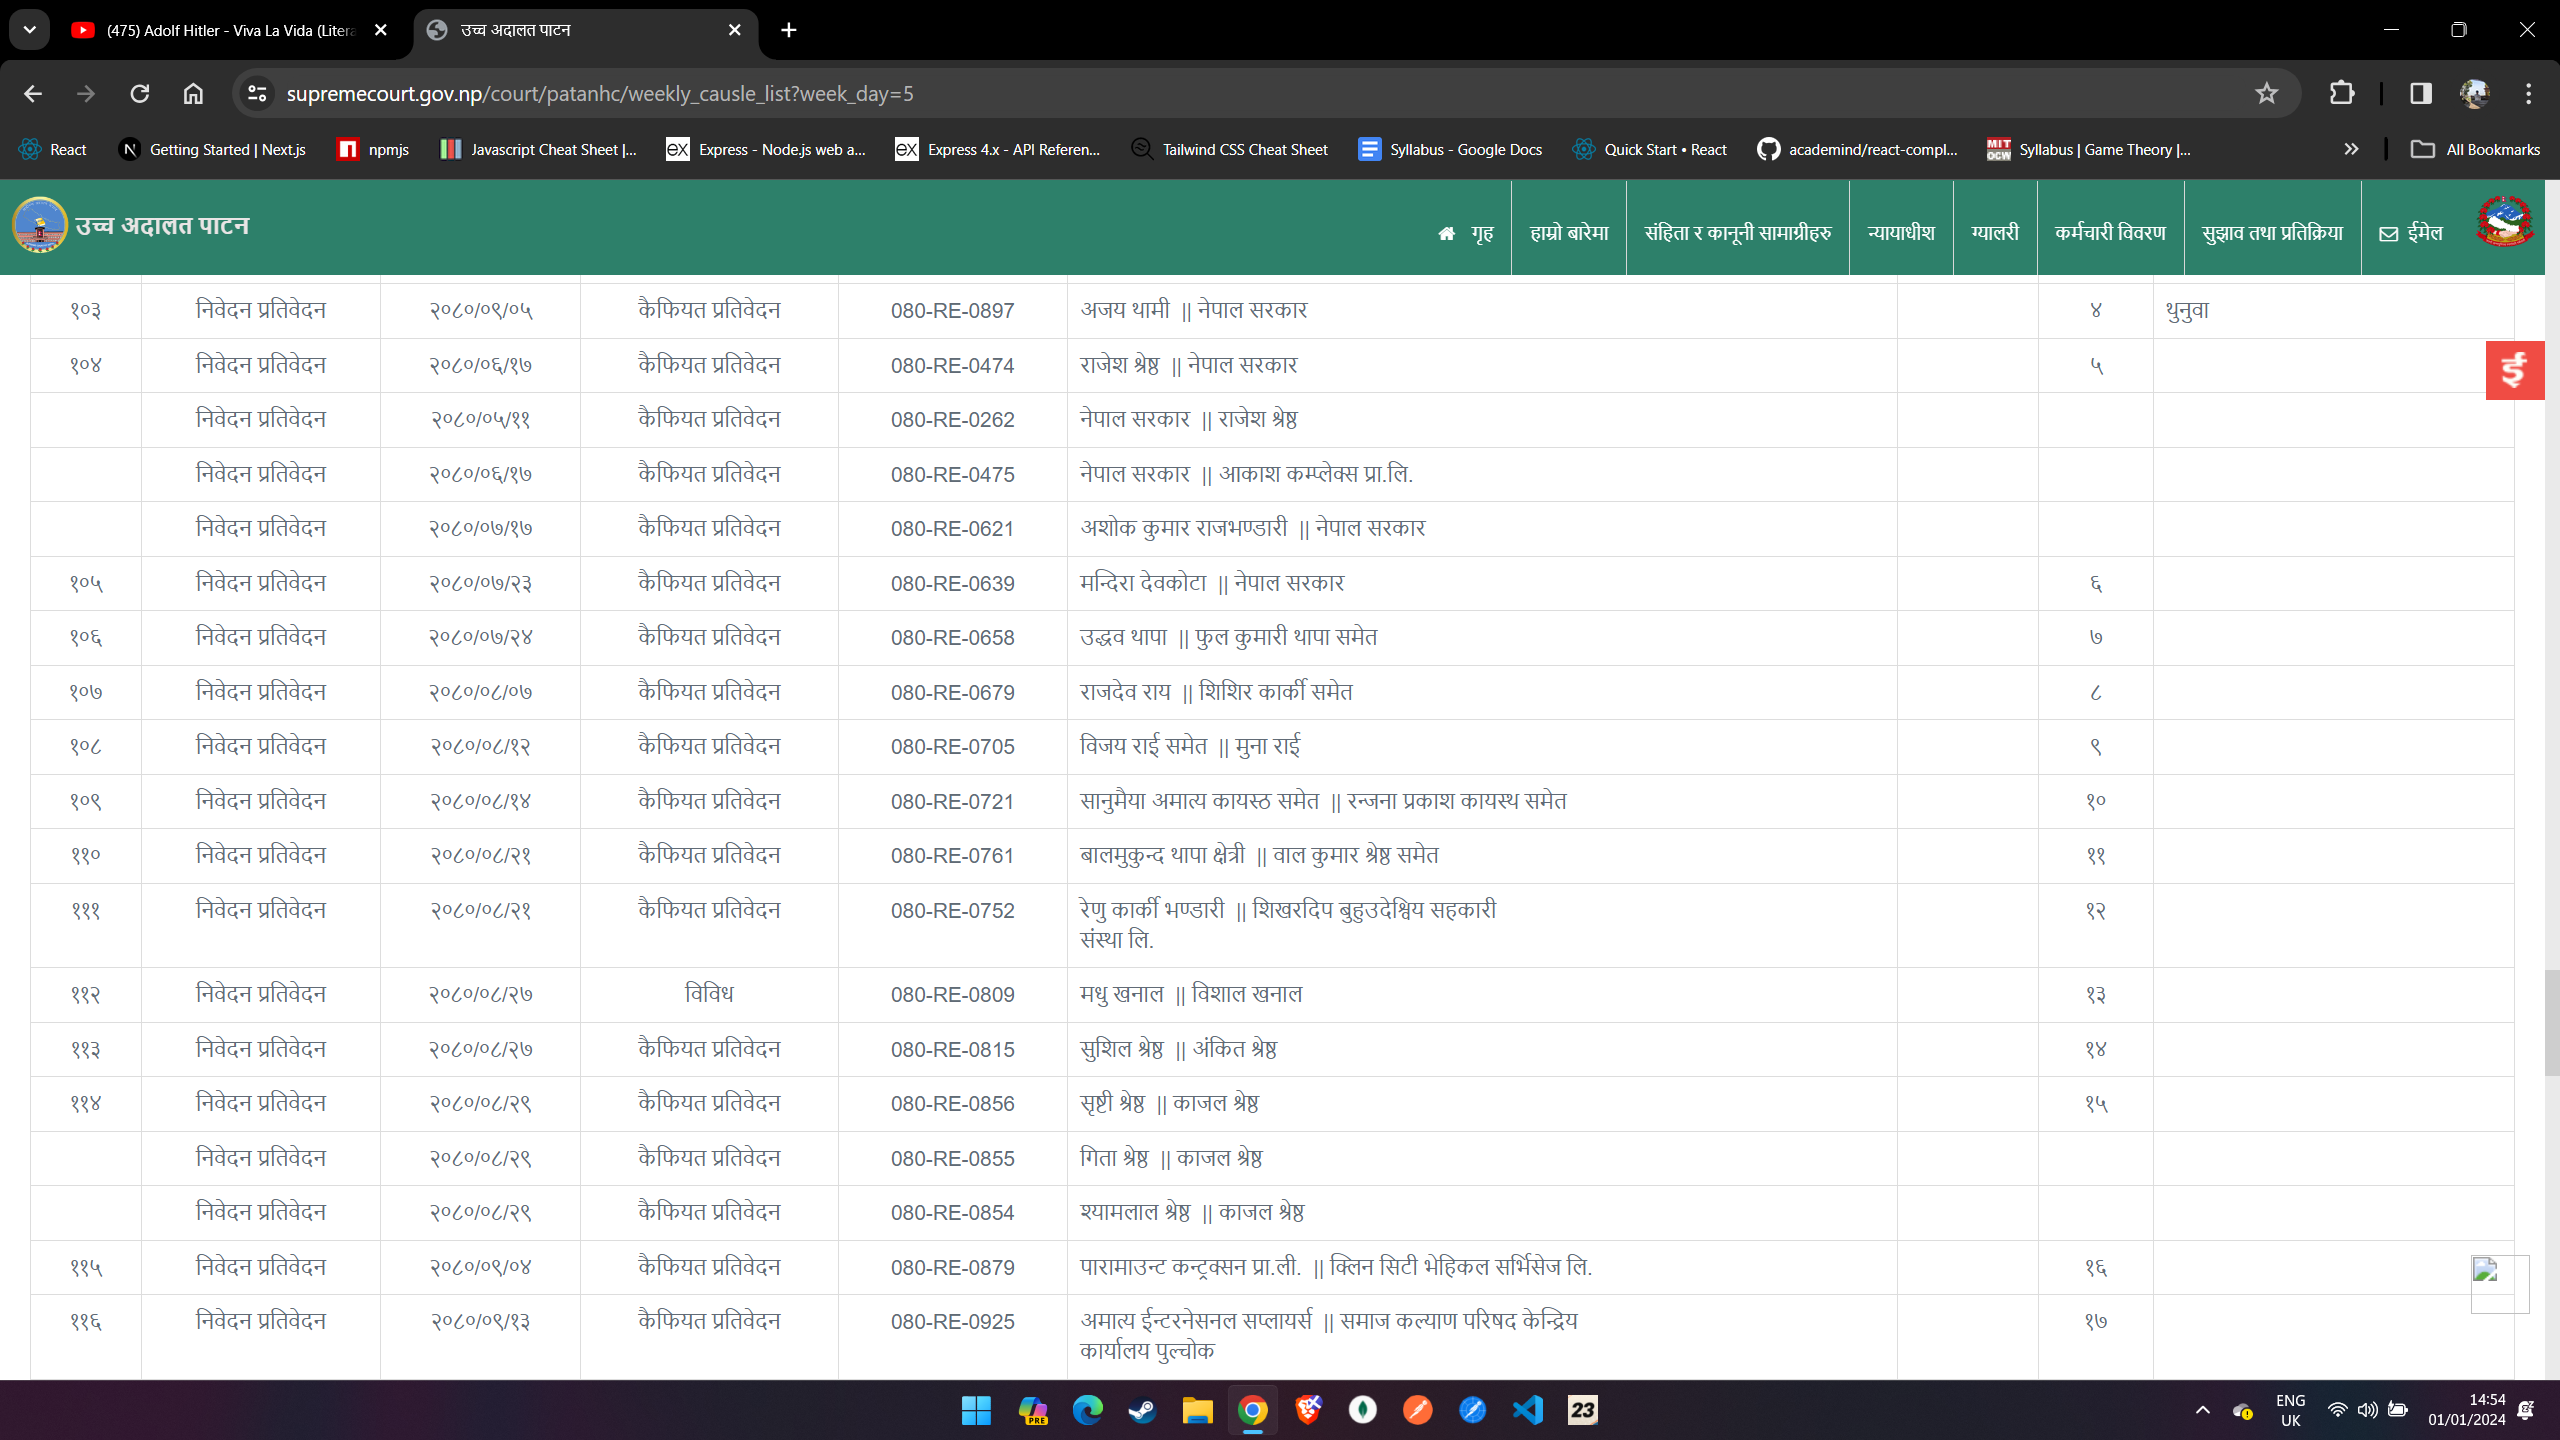 (475) Adolf Hitler - Viva La Vida (Litera
उच्च अदालत पाटन
supremecourt.gov.np/court/patanhc/weekly_causle_list?week_day=5
React Getting Started | Next.js npmjs Javascript Cheat Sheet |... Express - Node.js web a... Express 4.x - API Referen... Tailwind CSS Cheat Sheet Syllabus - Google Docs Quick Start • React academind/react-compl... Syllabus | Game Theory |... » All Bookmarks
उच्च अदालत पाटन गृह हाम्रो बारेमा संहिता र कानूनी सामाग्रीहरु न्यायाधीश ग्यालरी कर्मचारी विवरण सुझाव तथा प्रतिक्रिया ईमेल
१०३ निवेदन प्रतिवेदन २०८०/०९/०५ कैफियत प्रतिवेदन 080-RE-0897 अजय थामी || नेपाल सरकार ४ थुनुवा
१०४ निवेदन प्रतिवेदन २०८०/०६/१७ कैफियत प्रतिवेदन 080-RE-0474 राजेश श्रेष्ठ || नेपाल सरकार ५
ई
निवेदन प्रतिवेदन २०८०/०५/११ कैफियत प्रतिवेदन 080-RE-0262 नेपाल सरकार || राजेश श्रेष्ठ
निवेदन प्रतिवेदन २०८०/०६/१७ कैफियत प्रतिवेदन 080-RE-0475 नेपाल सरकार || आकाश कम्प्लेक्स प्रा.लि.
निवेदन प्रतिवेदन २०८०/०७/१७ कैफियत प्रतिवेदन 080-RE-0621 अशोक कुमार राजभण्डारी || नेपाल सरकार
१०५ निवेदन प्रतिवेदन २०८०/०७/२३ कैफियत प्रतिवेदन 080-RE-0639 मन्दिरा देवकोटा || नेपाल सरकार ६
१०६ निवेदन प्रतिवेदन २०८०/०७/२४ कैफियत प्रतिवेदन 080-RE-0658 उद्धव थापा || फुल कुमारी थापा समेत ७
१०७ निवेदन प्रतिवेदन २०८०/०८/०७ कैफियत प्रतिवेदन 080-RE-0679 राजदेव राय || शिशिर कार्की समेत ८
१०८ निवेदन प्रतिवेदन २०८०/०८/१२ कैफियत प्रतिवेदन 080-RE-0705 विजय राई समेत || मुना राई ९
१०९ निवेदन प्रतिवेदन २०८०/०८/१४ कैफियत प्रतिवेदन 080-RE-0721 सानुमैया अमात्य कायस्ठ समेत || रन्जना प्रकाश कायस्थ समेत १०
११० निवेदन प्रतिवेदन २०८०/०८/२१ कैफियत प्रतिवेदन 080-RE-0761 बालमुकुन्द थापा क्षेत्री || वाल कुमार श्रेष्ठ समेत ११
१११ निवेदन प्रतिवेदन २०८०/०८/२१ कैफियत प्रतिवेदन 080-RE-0752 रेणु कार्की भण्डारी || शिखरदिप बुहुउदेश्विय सहकारी १२
संस्था लि.
११२ निवेदन प्रतिवेदन २०८०/०८/२७ विविध 080-RE-0809 मधु खनाल || विशाल खनाल १३
११३ निवेदन प्रतिवेदन २०८०/०८/२७ कैफियत प्रतिवेदन 080-RE-0815 सुशिल श्रेष्ठ || अंकित श्रेष्ठ १४
११४ निवेदन प्रतिवेदन २०८०/०८/२९ कैफियत प्रतिवेदन 080-RE-0856 सृष्टी श्रेष्ठ || काजल श्रेष्ठ १५
निवेदन प्रतिवेदन २०८०/०८/२९ कैफियत प्रतिवेदन 080-RE-0855 गिता श्रेष्ठ || काजल श्रेष्ठ
निवेदन प्रतिवेदन २०८०/०८/२९ कैफियत प्रतिवेदन 080-RE-0854 श्यामलाल श्रेष्ठ || काजल श्रेष्ठ
११५ निवेदन प्रतिवेदन २०८०/०९/०४ कैफियत प्रतिवेदन 080-RE-0879 पारामाउन्ट कन्ट्रक्सन प्रा.ली. || क्लिन सिटी भेहिकल सर्भिसेज लि. १६
११६ निवेदन प्रतिवेदन २०८०/०९/१३ कैफियत प्रतिवेदन 080-RE-0925 अमात्य ईन्टरनेसनल सप्लायर्स || समाज कल्याण परिषद केन्द्रिय १७
कार्यालय पुल्चोक
PRE 23 ENG 14:54
UK 01/01/2024